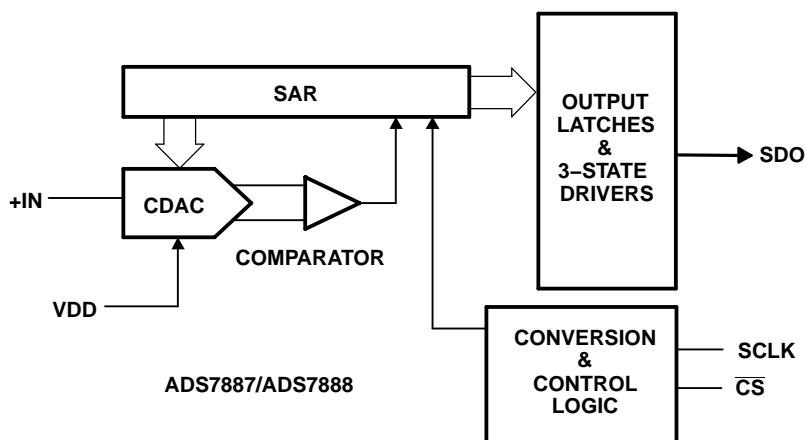 SAR
OUTPUT
LATCHES
&
3−STATE
DRIVERS
SDO
+IN
CDAC
COMPARATOR
VDD
CONVERSION
&
CONTROL
LOGIC
SCLK
CS
ADS7887/ADS7888